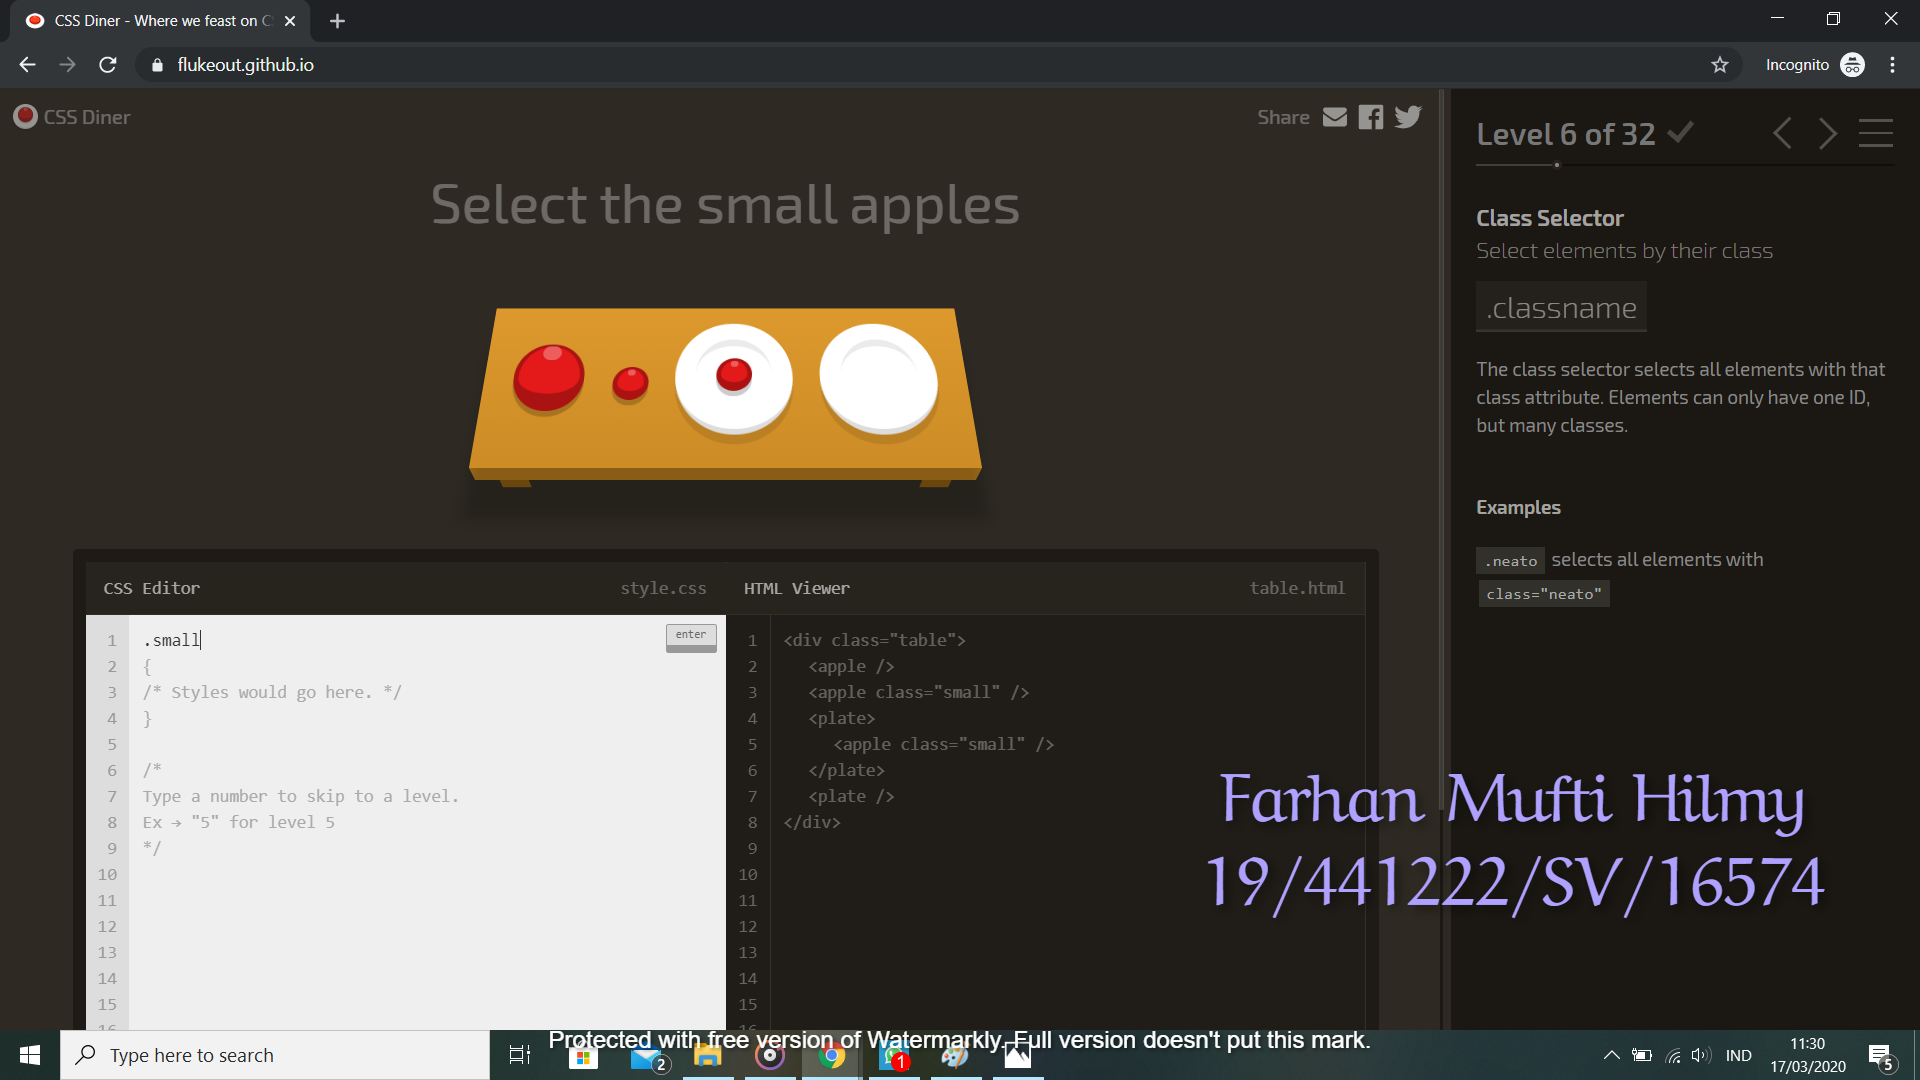 CSS Diner - Where we feast on C
flukeout.github.io
Incognito
CSS Diner
Share
Level 6 of 32
Select the small apples
Class Selector
Select elements by their class
.classname
The class selector selects all elements with that
class attribute. Elements can only have one ID,
but many classes.
Examples
.neato selects all elements with
class="neato"
CSS Editor
style.css
HTML Viewer
table.html
enter
1 .small
2 {
3 /* Styles would go here. */
4 }
5
6 /*
7 Type a number to skip to a level.
8 Ex → "5" for level 5
9 */
10
11
12
13
14
15
16
1 <div class="table">
2 <apple />
3 <apple class="small" />
4 <plate>
5 <apple class="small" />
6 </plate>
7 <plate />
8 </div>
9
10
11
12
13
14
15
16
Farhan Mufti Hilmy
19/441222/SV/16574
Protected with free version of Watermarkly. Full version doesn't put this mark.
Type here to search
2
1
IND
11:30
17/03/2020
5